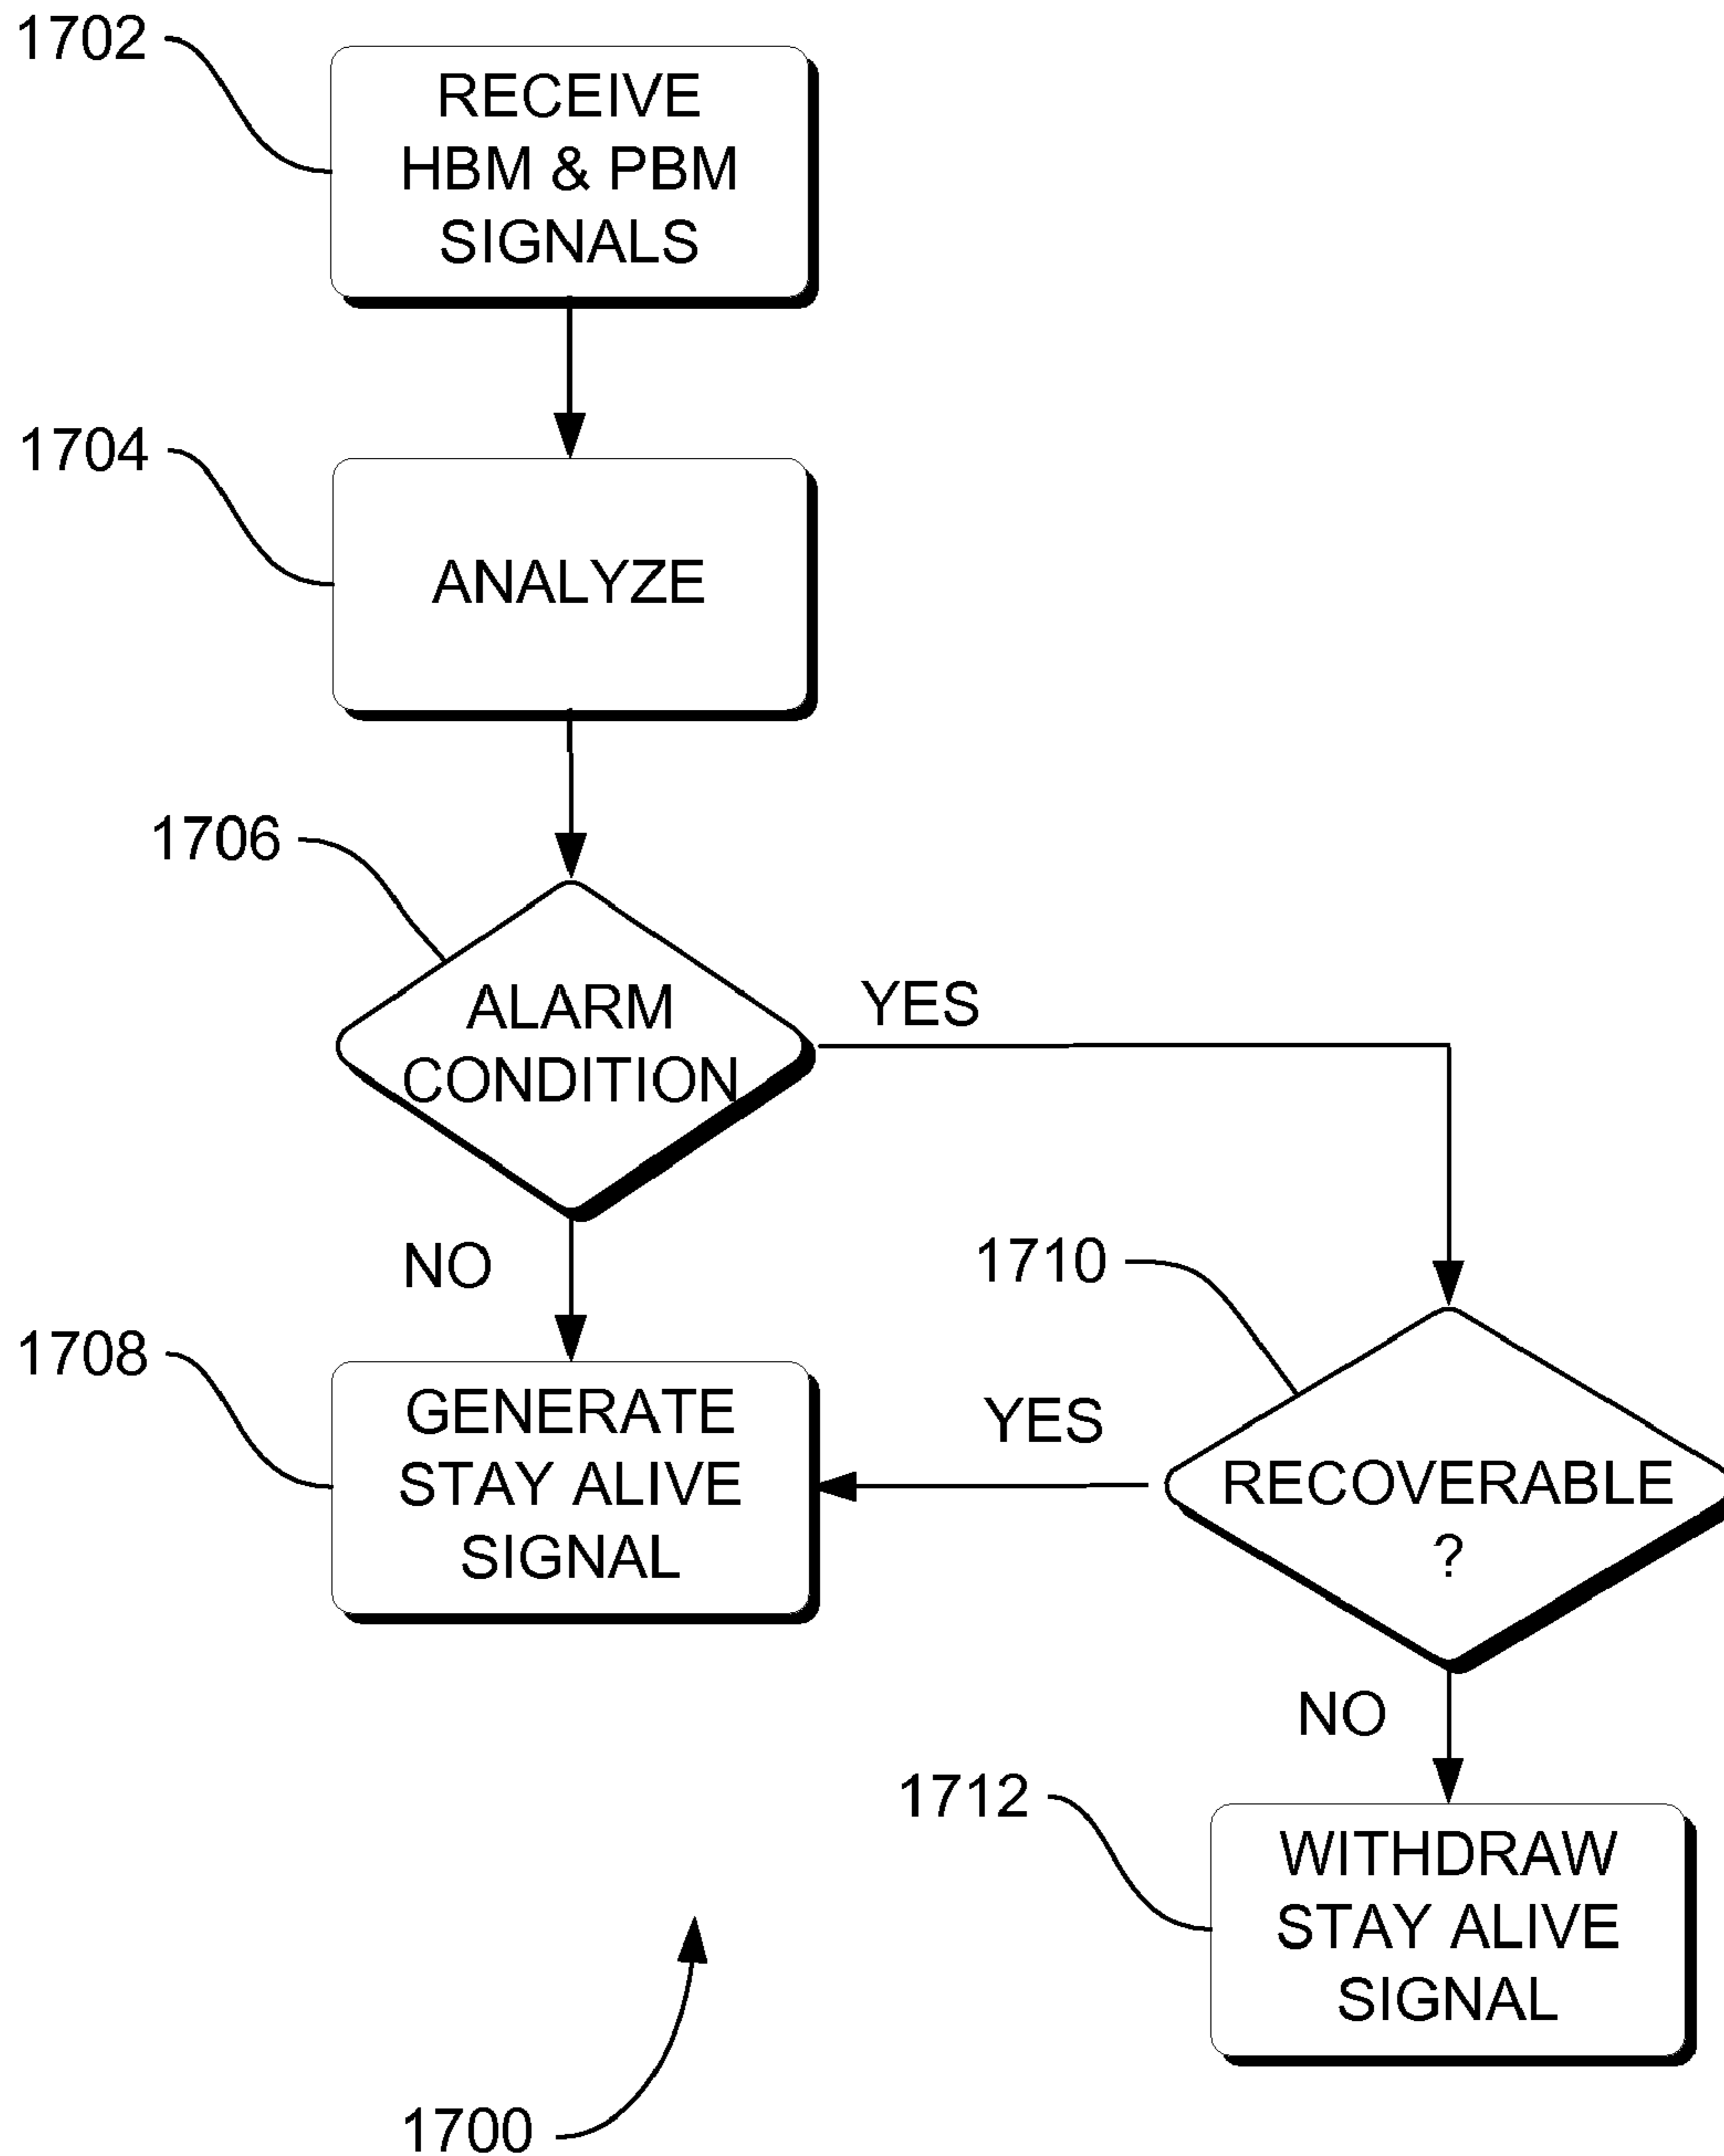 1702
RECEIVE
HBM & PBM
SIGNALS
1704
ANALYZE
1706
ALARM
CONDITION
YES
NO
1710
1708
GENERATE
STAY ALIVE
SIGNAL
YES
RECOVERABLE
?
NO
1712
WITHDRAW
STAY ALIVE
SIGNAL
1700